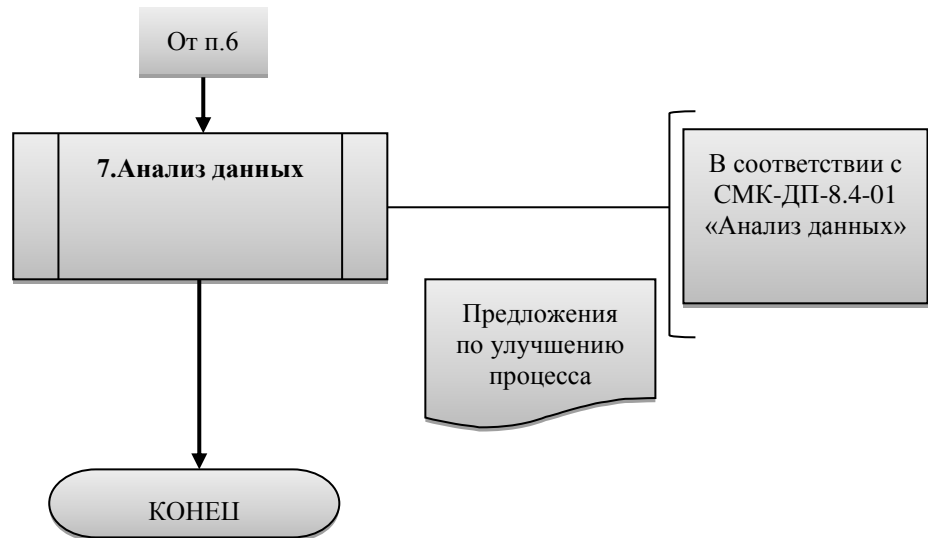 От п.6
7.Анализ данных
В соответствии с
СМК-ДП-8.4-01
«Анализ данных»
Предложения
по улучшению
процесса
КОНЕЦ